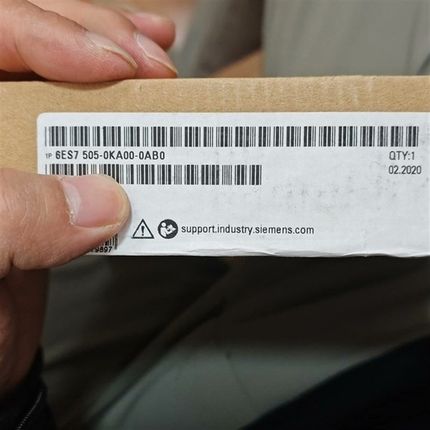 1P 6ES7 505-0KA00-0AB0
QTY:1
02.2020
support.industry.siemens.com